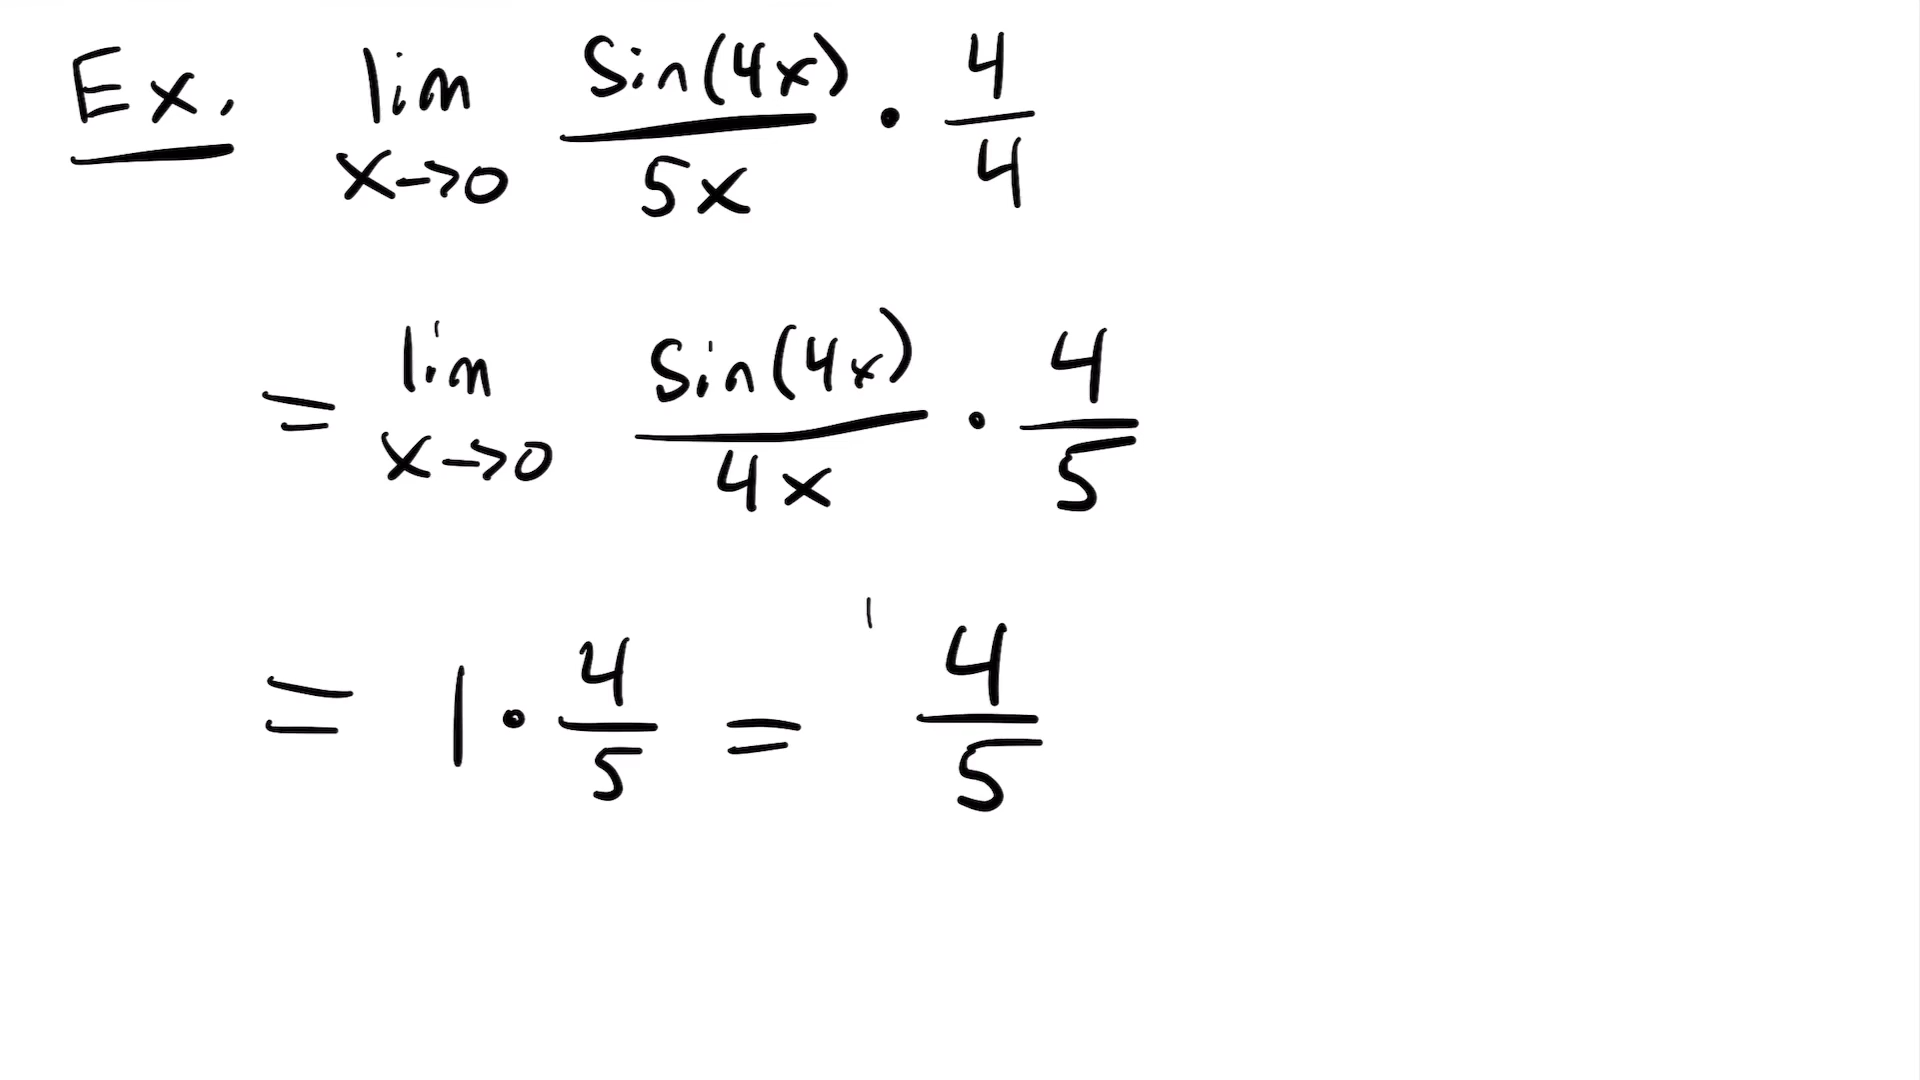 Ex. lim x→0 sin(4x)/5x · 4/4
= lim x→0 sin(4x)/4x · 4/5
= 1 · 4/5 = 4/5